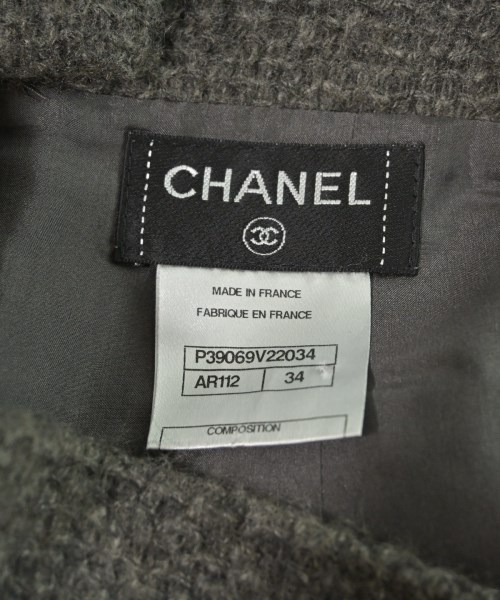 CHANEL
MADE IN FRANCE
FABRIQUE EN FRANCE
P39069V22034
AR112 34
COMPOSITION